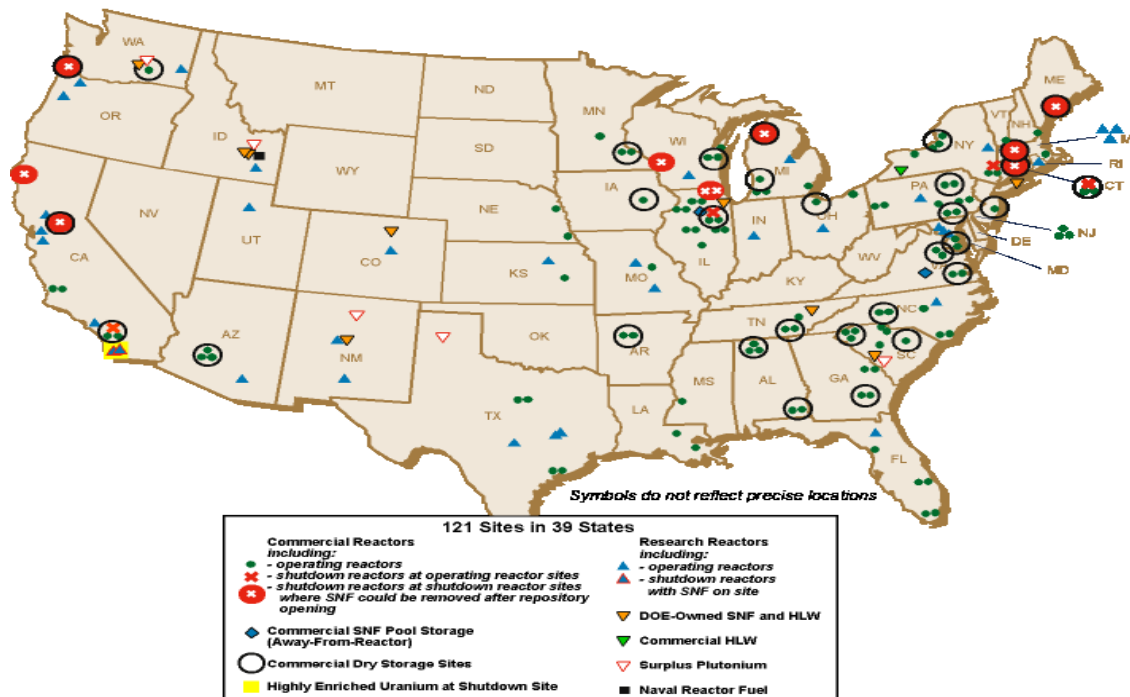 WA
MT
ND
MN
ME
VT
NH
OR
ID
SD
WI
NY
WY
MI
RI
IA
PA
CT
NE
NV
OH
NJ
UT
IL
IN
DE
CA
CO
WV
VA
MD
KS
MO
KY
NC
TN
AZ
OK
AR
SC
NM
MS
AL
GA
TX
LA
FL
Symbols do not reflect precise locations
121 Sites in 39 States
Commercial Reactors
including:
- operating reactors
- shutdown reactors at operating reactor sites
- shutdown reactors at shutdown reactor sites
where SNF could be removed after repository
opening
Commercial SNF Pool Storage
(Away-From-Reactor)
Commercial Dry Storage Sites
Highly Enriched Uranium at Shutdown Site
Research Reactors
including:
- operating reactors
- shutdown reactors
with SNF on site
DOE-Owned SNF and HLW
Commercial HLW
Surplus Plutonium
Naval Reactor Fuel